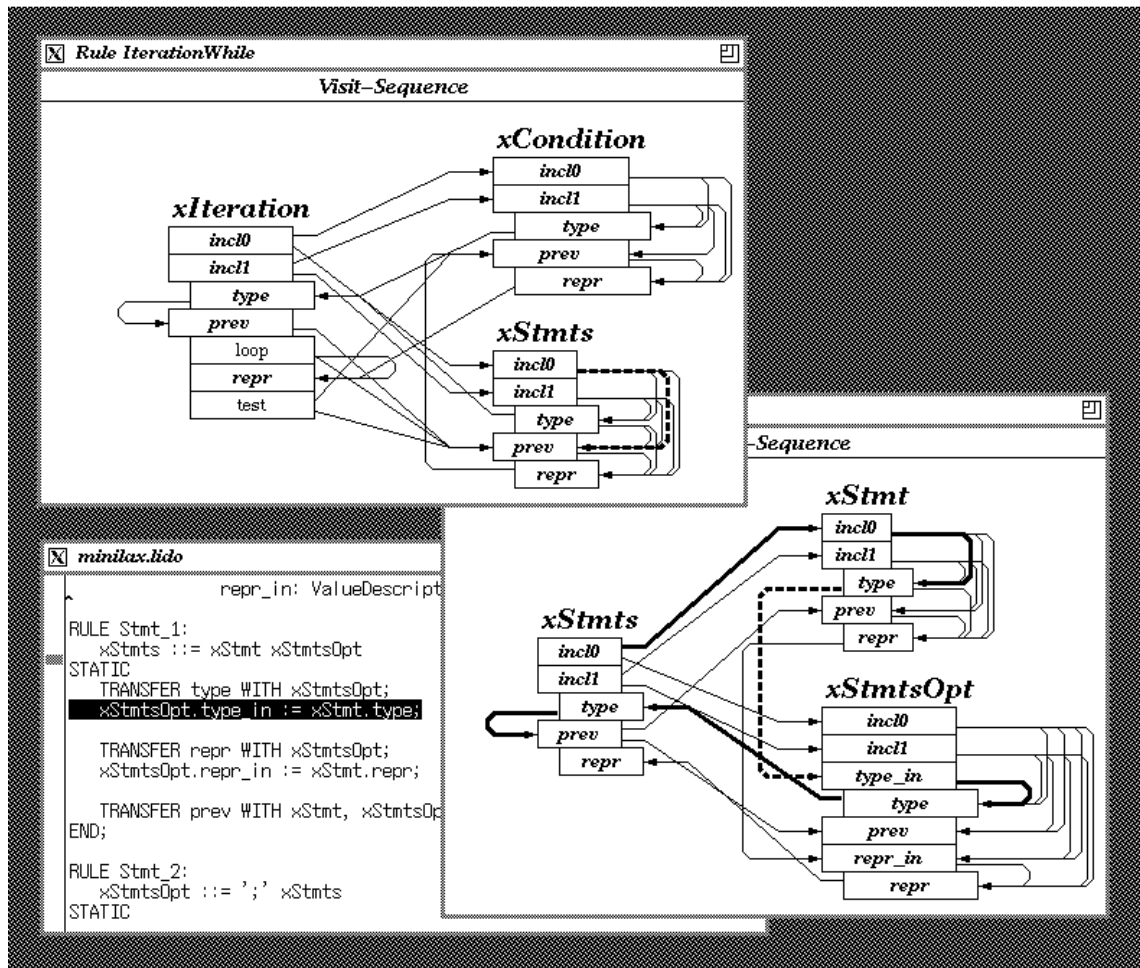 Rule IterationWhile
Visit-Sequence
xCondition
incl0
incl1
type
prev
repr
xIteration
incl0
incl1
type
prev
loop
repr
test
xStmts
incl0
incl1
type
prev
repr
-Sequence
xStmt
incl0
incl1
type
prev
repr
xStmts
incl0
incl1
type
prev
repr
xStmtsOpt
incl0
incl1
type_in
type
prev
repr_in
repr
minilax.lido
repr_in: ValueDescript
RULE Stmt_1:
xStmts ::= xStmt xStmtsOpt
STATIC
TRANSFER type WITH xStmtsOpt;
xStmtsOpt.type_in := xStmt.type;
TRANSFER repr WITH xStmtsOpt;
xStmtsOpt.repr_in := xStmt.repr;
TRANSFER prev WITH xStmt, xStmtsOp
END;
RULE Stmt_2:
xStmtsOpt ::= ';' xStmts
STATIC